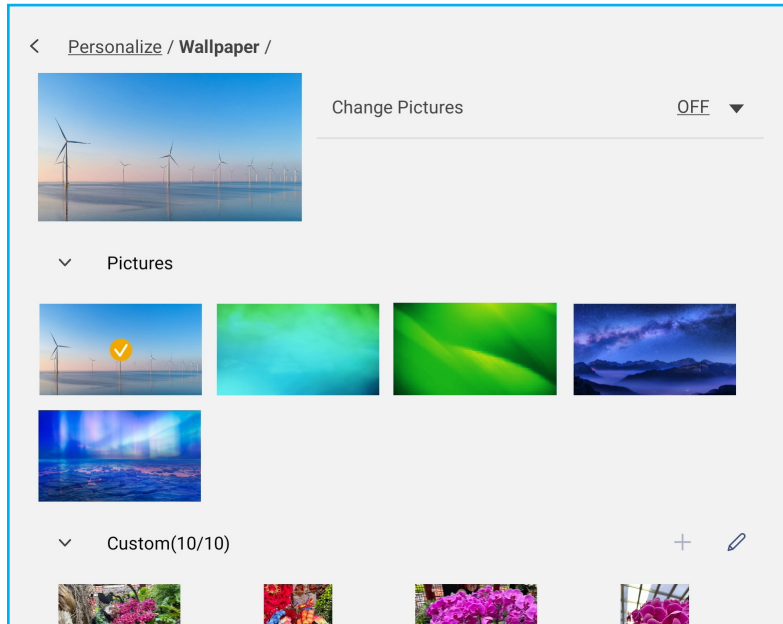 Personalize / Wallpaper /
Change Pictures OFF
Pictures
Custom(10/10)